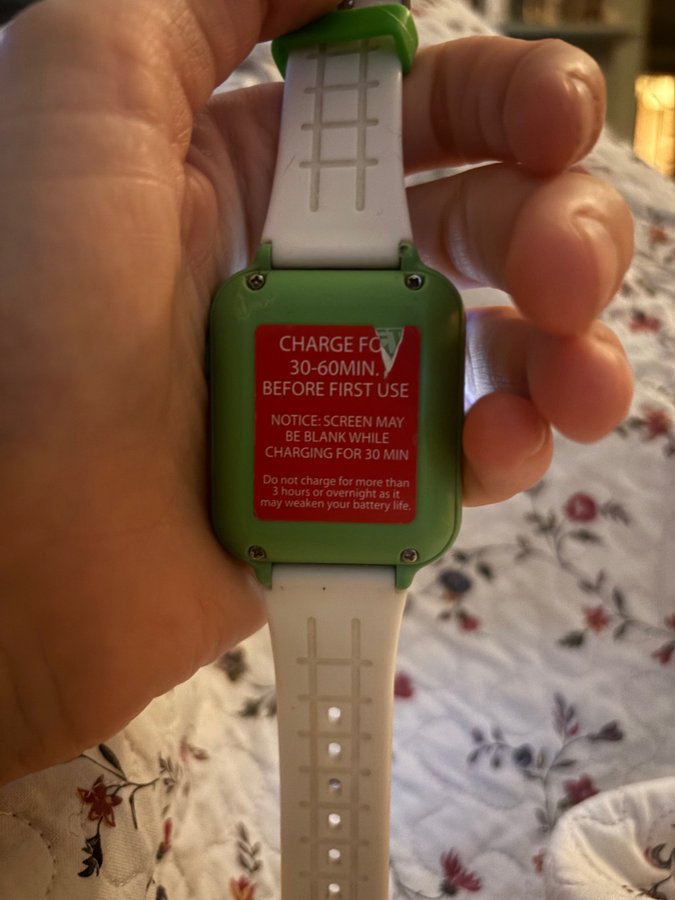 CHARGE FO
30-60MIN.
BEFORE FIRST USE
NOTICE: SCREEN MAY
BE BLANK WHILE
CHARGING FOR 30 MIN
Do not charge for more than
3 hours or overnight as it
may weaken your battery life.